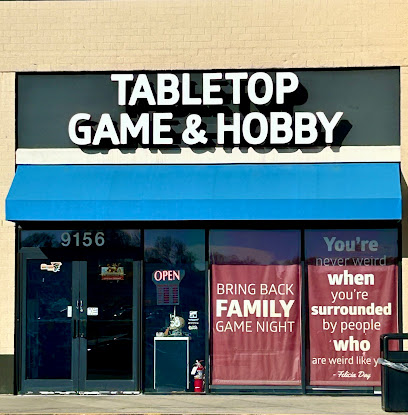 TABLETOP
GAME & HOBBY
9156
OPEN
BRING BACK
FAMILY
GAME NIGHT
You're
never weird
when
you're
surrounded
by people
who
are weird like y
- Felicia Day